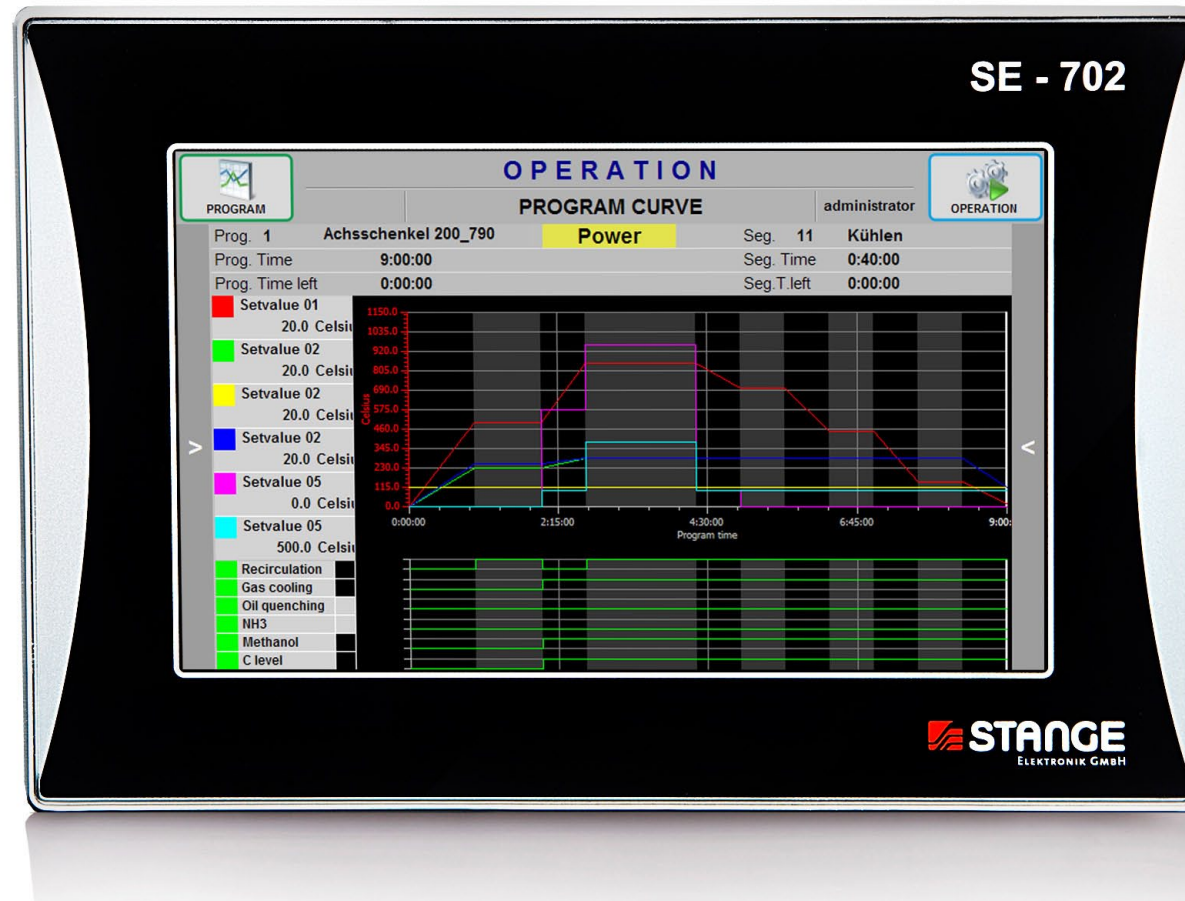 SE - 702
OPERATION
PROGRAM
PROGRAM CURVE
administrator
OPERATION
Prog. 1 Achsschenkel 200_790 Power Seg. 11 Kühlen
Prog. Time 9:00:00 Seg. Time 0:40:00
Prog. Time left 0:00:00 Seg.T.left 0:00:00
Setvalue 01
20.0 Celsiu
Setvalue 02
20.0 Celsiu
Setvalue 02
20.0 Celsiu
Setvalue 02
20.0 Celsiu
Setvalue 05
0.0 Celsiu
Setvalue 05
500.0 Celsiu
Recirculation
Gas cooling
Oil quenching
NH3
Methanol
C level
1150.0
1035.0
920.0
805.0
690.0
575.0
460.0
345.0
230.0
115.0
0.0
Celsius
0:00:00 2:15:00 4:30:00 6:45:00 9:00:
Program time
> <
STANGE
ELEKTRONIK GMBH